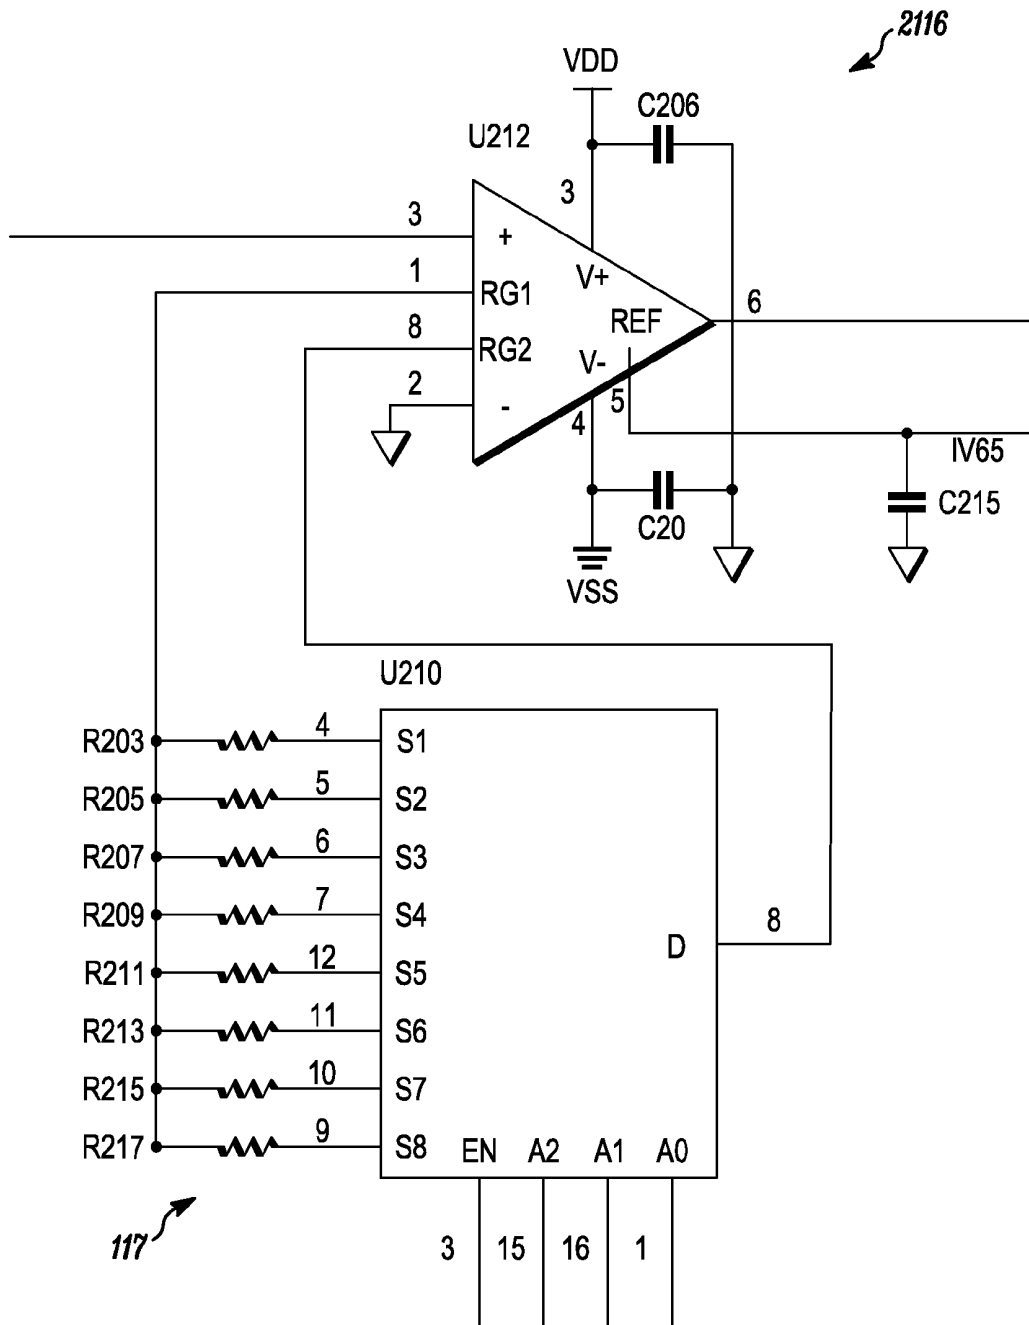 2116
VDD
C206
U212
3
3
+
1
V+
RG1
6
8
REF
RG2
V-
2
-
5
4
IV65
C215
C20
VSS
U210
R203 4 S1
R205 5 S2
R207 6 S3
R209 7 S4
8
D
R211 12 S5
R213 11 S6
R215 10 S7
R217 9 S8
EN A2 A1 A0
117
3 15 16 1